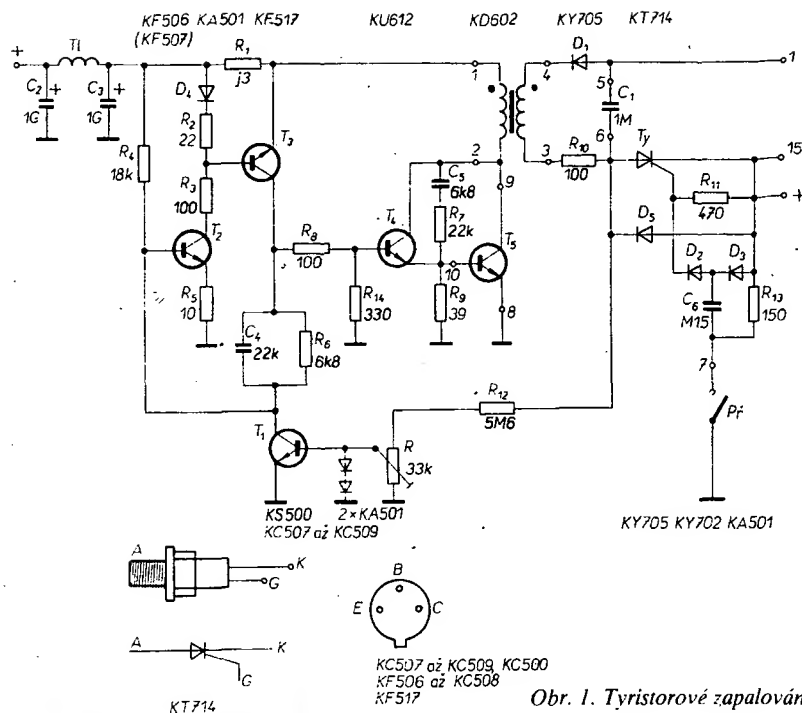 KF506 KA501 KF517 KU612 KD602 KY705 KT714
(KF507)
+ Tl R1 j3 1 4 D1 1
C2 + C3 + D4 5 C1 1M
1G 1G R2 22 T3 6
R4 18k 2 3 R10 100 Ty 15
R3 100 C5 6k8 9 R11 470 +
T2 R8 100 T4 R7 22k T5 D5
10 D2 D3
R5 10 R14 330 R9 39 8 C6 M15 R13 150
C4 22k R6 6k8 7
R12 5M6 Př
T1 R 33k
KS500 2×KA501
KC507 až KC509
KY705 KY702 KA501
A K G
B E C
A K G
KT714
KC507 až KC509, KC500
KF506 až KC508
KF517
Obr. 1. Tyristorové zapalován